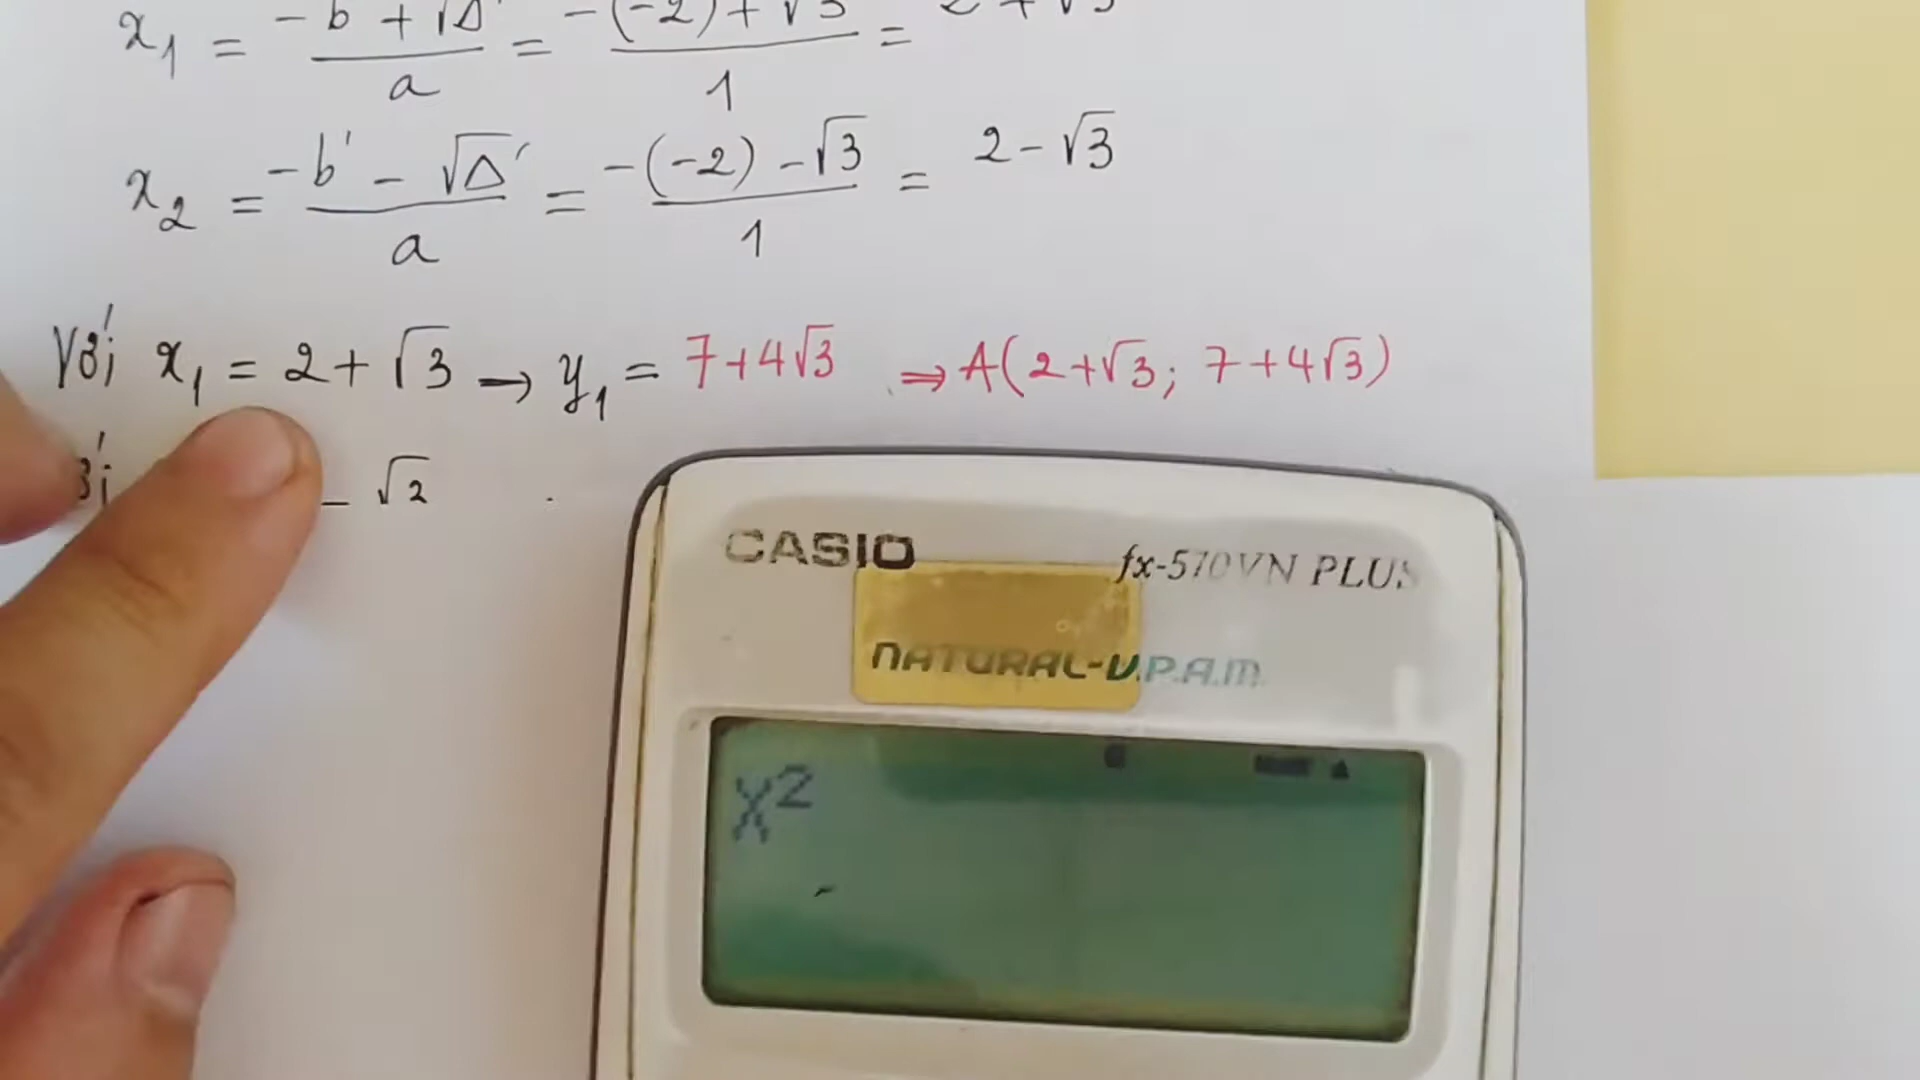 x₁ = (-b' + √Δ')/a = (-(-2) + √3)/1 = 2 + √3
x₂ = (-b' - √Δ')/a = (-(-2) - √3)/1 = 2 - √3
Với x₁ = 2 + √3 → y₁ = 7 + 4√3 ⇒ A(2 + √3; 7 + 4√3)
- √2
CASIO fx-570VN PLUS
NATURAL-V.P.A.M.
X²